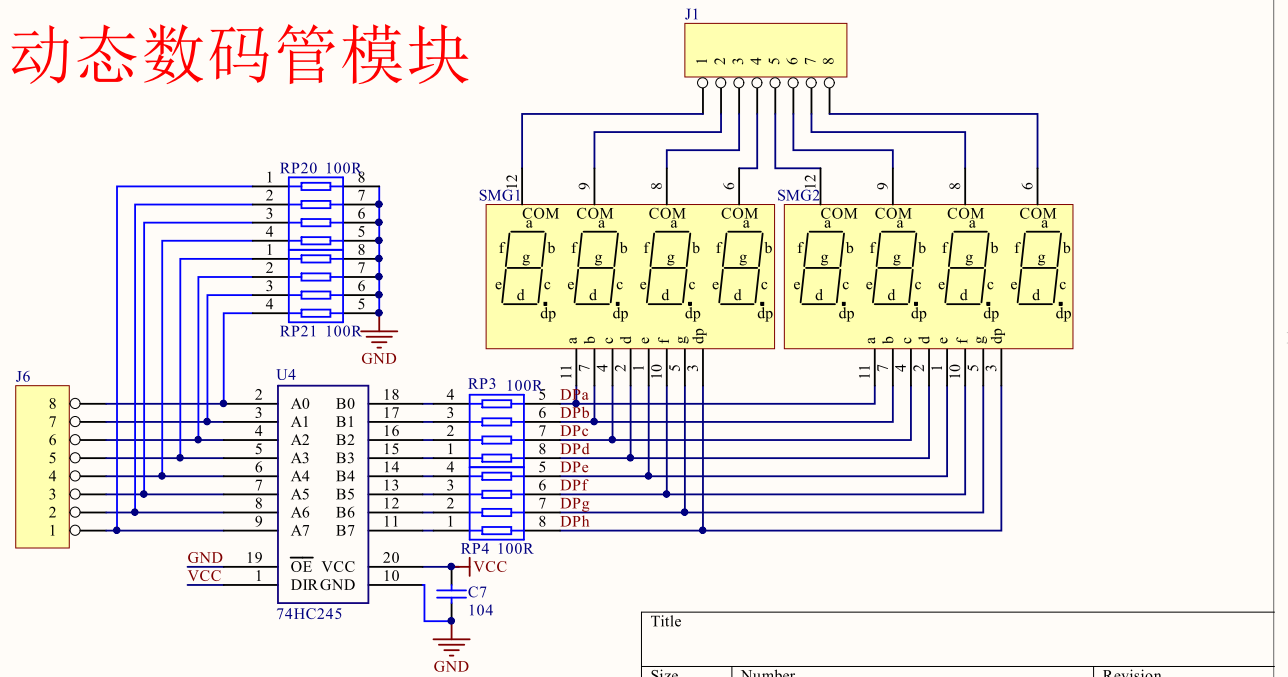 动态数码管模块
J1
1 2 3 4 5 6 7 8
RP20 100R
1 8
2 7
3 6
4 5
1 8
2 7
3 6
4 5
RP21 100R
GND
SMG1
12 9 8 6
COM COM COM COM
a a a a
f b f b f b f b
g g g g
e c e c e c e c
d d d d
dp dp dp dp
a b c d e f g dp
11 7 4 2 1 10 5 3
SMG2
12 9 8 6
COM COM COM COM
a a a a
f b f b f b f b
g g g g
e c e c e c e c
d d d d
dp dp dp dp
a b c d e f g dp
11 7 4 2 1 10 5 3
J6
8
7
6
5
4
3
2
1
U4
2 A0 B0 18
3 A1 B1 17
4 A2 B2 16
5 A3 B3 15
6 A4 B4 14
7 A5 B5 13
8 A6 B6 12
9 A7 B7 11
GND 19 OE VCC 20
VCC 1 DIR GND 10
74HC245
RP3 100R
4 5 DPa
3 6 DPb
2 7 DPc
1 8 DPd
4 5 DPe
3 6 DPf
2 7 DPg
1 8 DPh
RP4 100R
VCC
C7
104
GND
Title
Size Number Revision